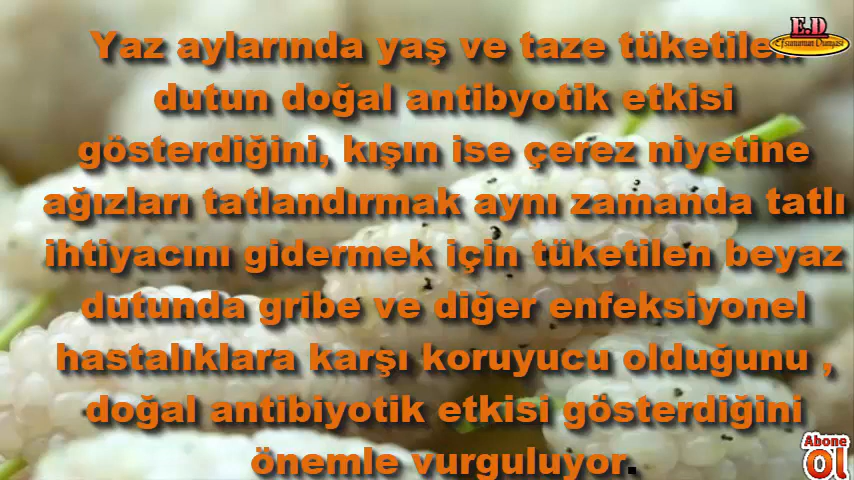 Yaz aylarında yaş ve taze tüketilen
dutun doğal antibyotik etkisi
gösterdiğini, kışın ise çerez niyetine
ağızları tatlandırmak aynı zamanda tatlı
ihtiyacını gidermek için tüketilen beyaz
dutunda gribe ve diğer enfeksiyonel
hastalıklara karşı koruyucu olduğunu ,
doğal antibiyotik etkisi gösterdiğini
önemle vurguluyor.
E.D
Efsununun Dünyası
Abone
Ol